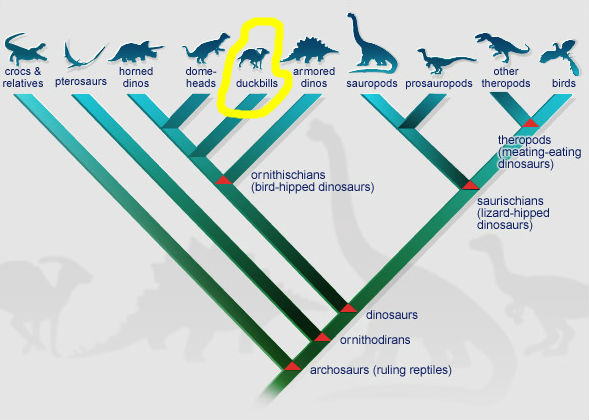 crocs &
relatives
pterosaurs
horned
dinos
dome-
heads
duckbills
armored
dinos
sauropods
prosauropods
other
theropods
birds
theropods
(meating-eating
dinosaurs)
ornithischians
(bird-hipped dinosaurs)
saurischians
(lizard-hipped
dinosaurs)
dinosaurs
ornithodirans
archosaurs (ruling reptiles)